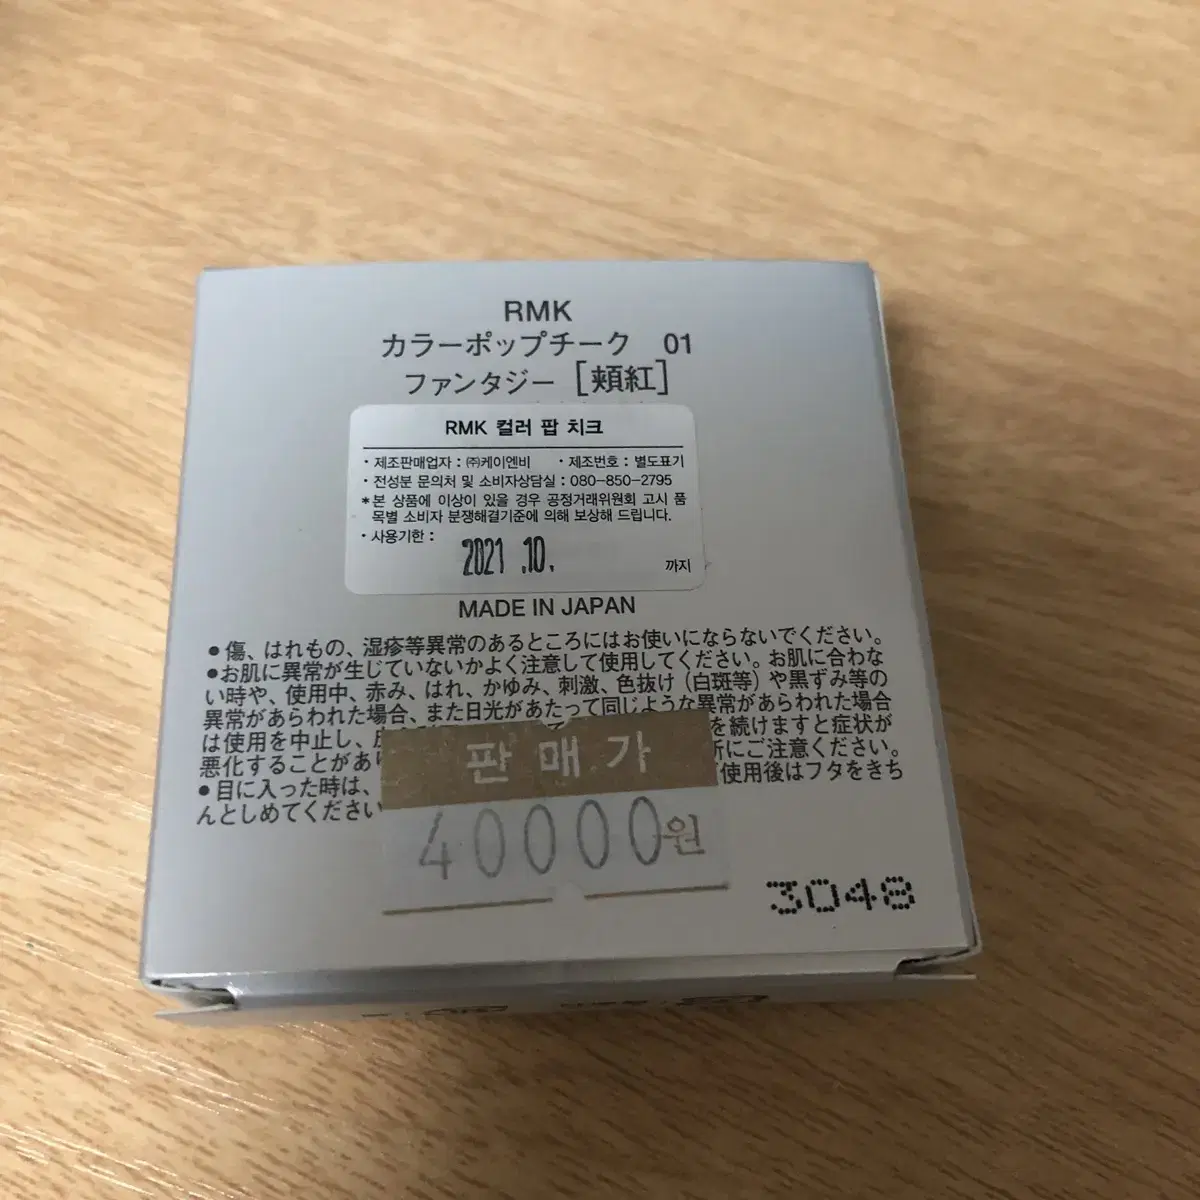 RMK
カラーポップチーク 01
ファンタジー [頬紅]
RMK 컬러 팝 치크
・제조판매업자 : ㈜케이엔비 ・제조번호 : 별도표기
・전성분 문의처 및 소비자상담실 : 080-850-2795
*본 상품에 이상이 있을 경우 공정거래위원회 고시 품
목별 소비자 분쟁해결기준에 의해 보상해 드립니다.
・사용기한 : 2021.10. 까지
MADE IN JAPAN
●傷、はれもの、湿疹等異常のあるところにはお使いにならないでください。
●お肌に異常が生じていないかよく注意して使用してください。お肌に合わな
い時や、使用中、赤み、はれ、かゆみ、刺激、色抜け(白斑等)や黒ずみ等の
異常があらわれた場合、また日光があたって同じような異常があらわれた場合
は使用を中止し、 を続けますと症状が
悪化することがあり にご注意ください。
●目に入った時は、 使用後はフタをきち
んとしめてください
판매가
40000원
3048